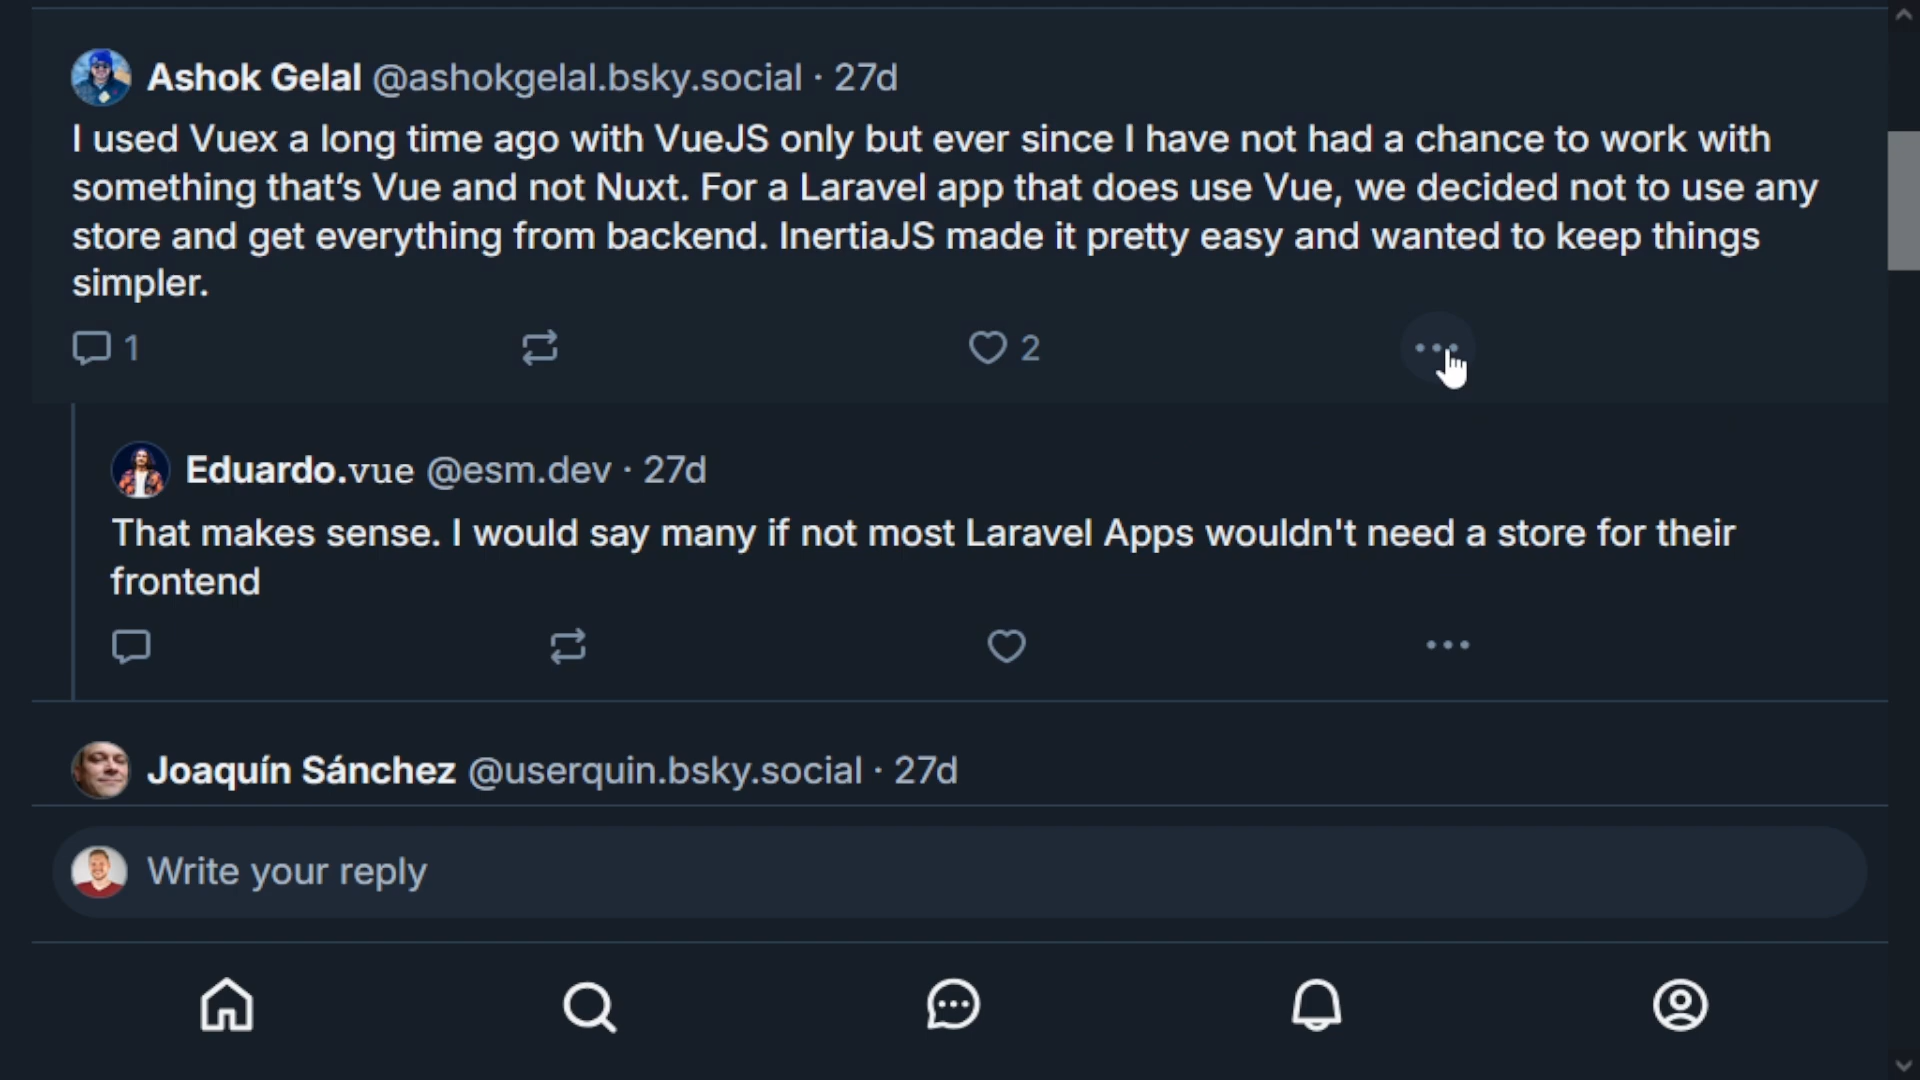 Ashok Gelal @ashokgelal.bsky.social · 27d
I used Vuex a long time ago with VueJS only but ever since I have not had a chance to work with
something that’s Vue and not Nuxt. For a Laravel app that does use Vue, we decided not to use any
store and get everything from backend. InertiaJS made it pretty easy and wanted to keep things
simpler.
1 2
Eduardo.vue @esm.dev · 27d
That makes sense. I would say many if not most Laravel Apps wouldn't need a store for their
frontend
Joaquín Sánchez @userquin.bsky.social · 27d
Write your reply